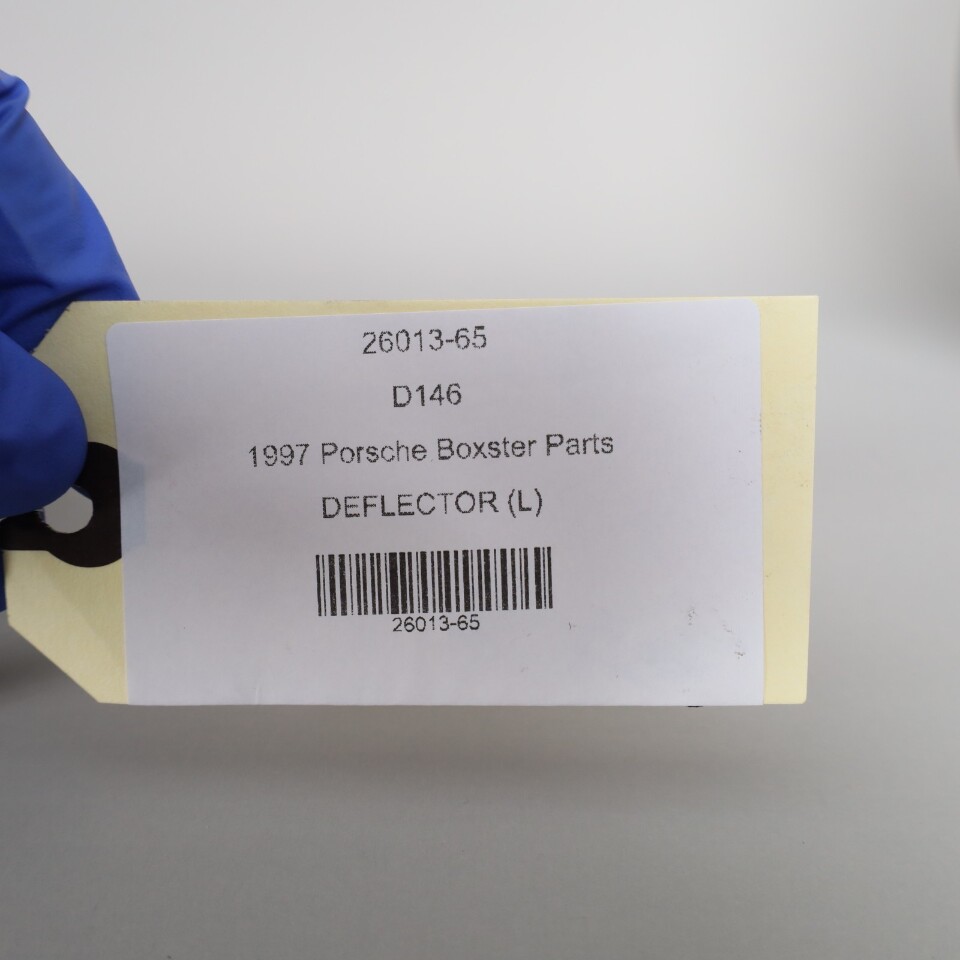 26013-65
D146
1997 Porsche Boxster Parts
DEFLECTOR (L)
26013-65